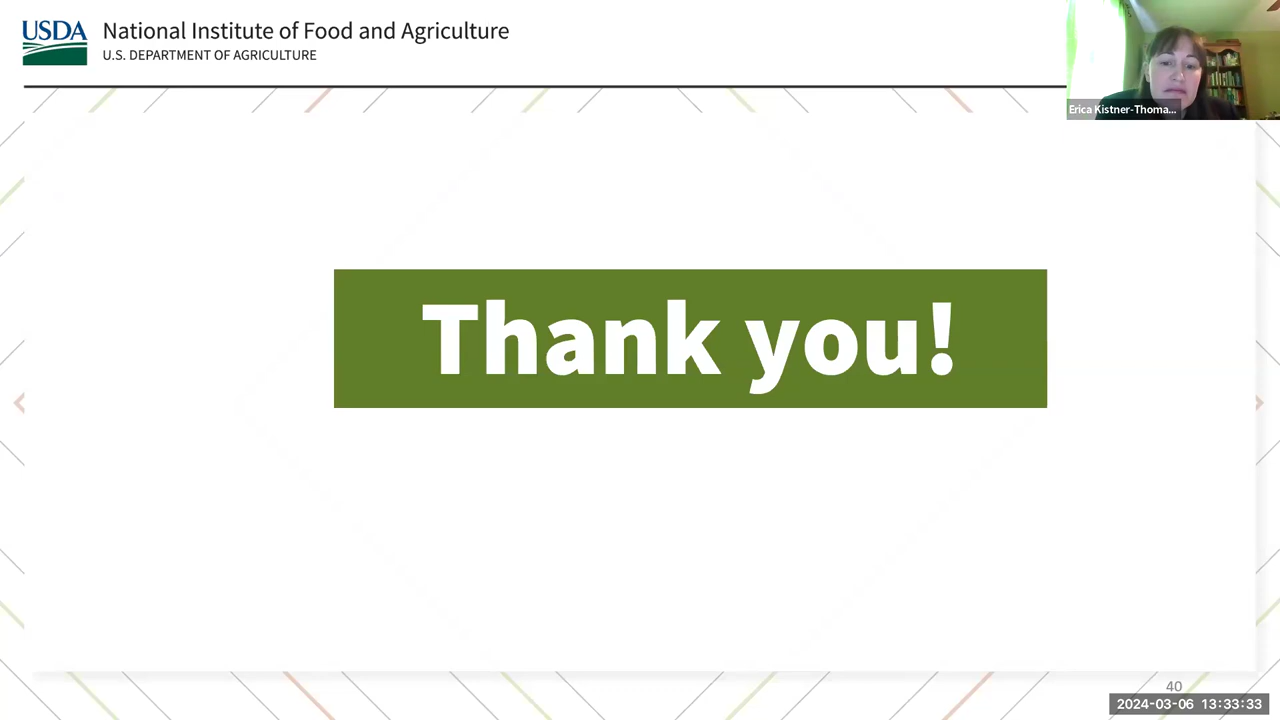 USDA
National Institute of Food and Agriculture
U.S. DEPARTMENT OF AGRICULTURE
Erica Kistner-Thoma...
Thank you!
40
2024-03-06 13:33:33